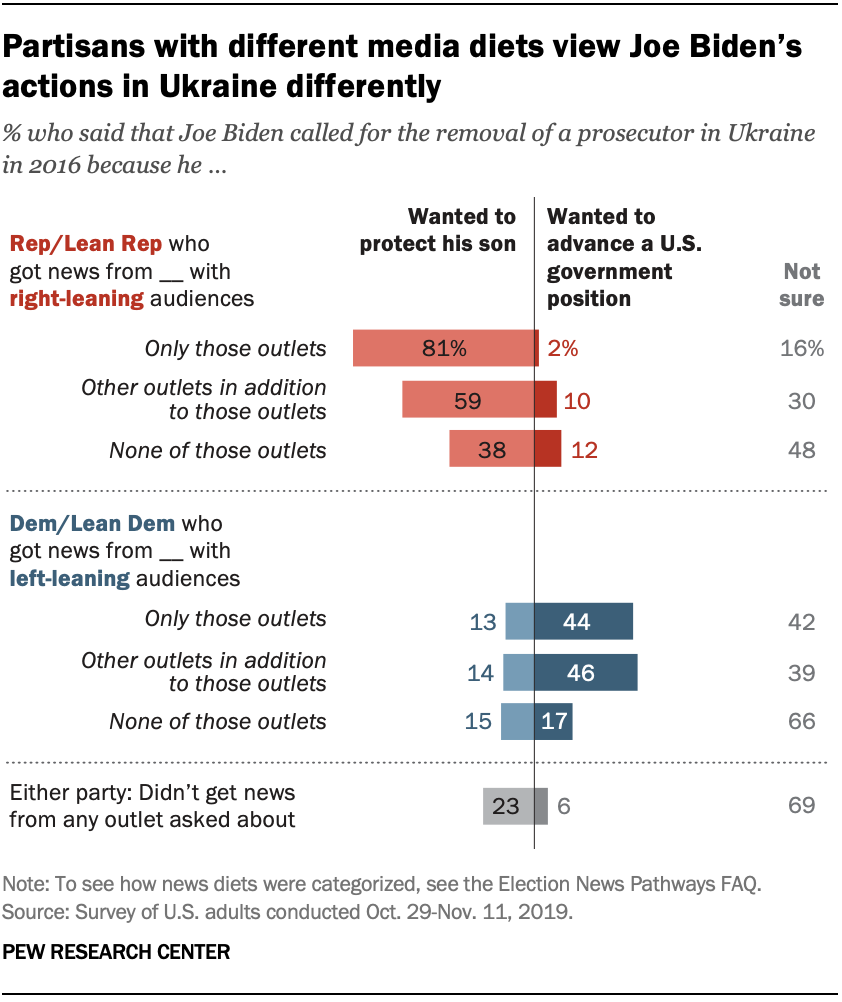 Partisans with different media diets view Joe Biden's
actions in Ukraine differently
% who said that Joe Biden called for the removal of a prosecutor in Ukraine
in 2016 because he ...
Rep/Lean Rep who
got news from __ with
right-leaning audiences
Wanted to
protect his son
Wanted to
advance a U.S.
government
position
Not
sure
Only those outlets 81% 2% 16%
Other outlets in addition
to those outlets 59 10 30
None of those outlets 38 12 48
Dem/Lean Dem who
got news from __ with
left-leaning audiences
Only those outlets 13 44 42
Other outlets in addition
to those outlets 14 46 39
None of those outlets 15 17 66
Either party: Didn't get news
from any outlet asked about 23 6 69
Note: To see how news diets were categorized, see the Election News Pathways FAQ.
Source: Survey of U.S. adults conducted Oct. 29-Nov. 11, 2019.
PEW RESEARCH CENTER